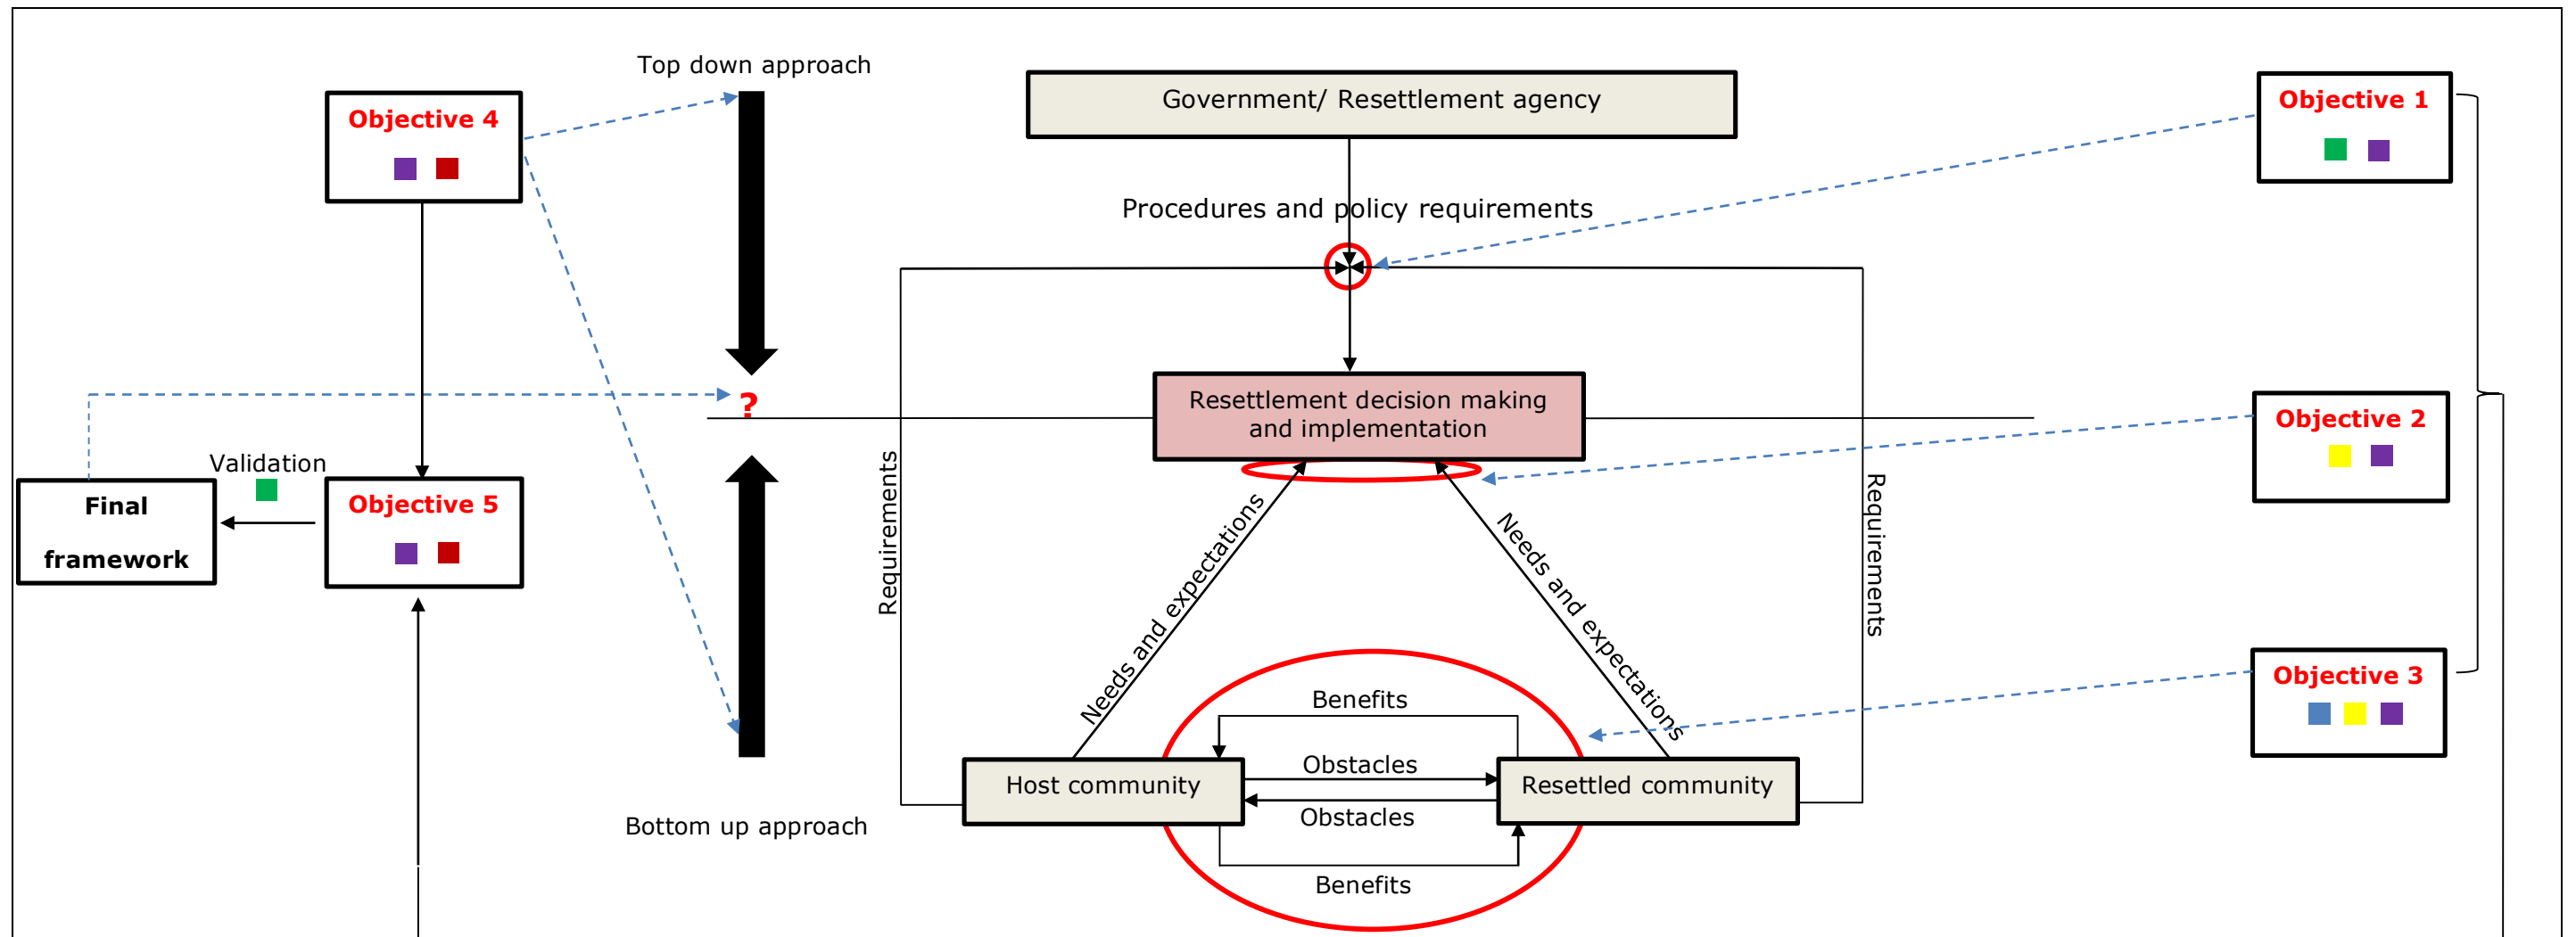 Top down approach
Government/ Resettlement agency
Objective 1
Objective 4
Procedures and policy requirements
?
Resettlement decision making
and implementation
Objective 2
Validation
Final
framework
Objective 5
Requirements
Needs and expectations
Needs and expectations
Requirements
Objective 3
Benefits
Obstacles
Host community
Resettled community
Obstacles
Bottom up approach
Benefits